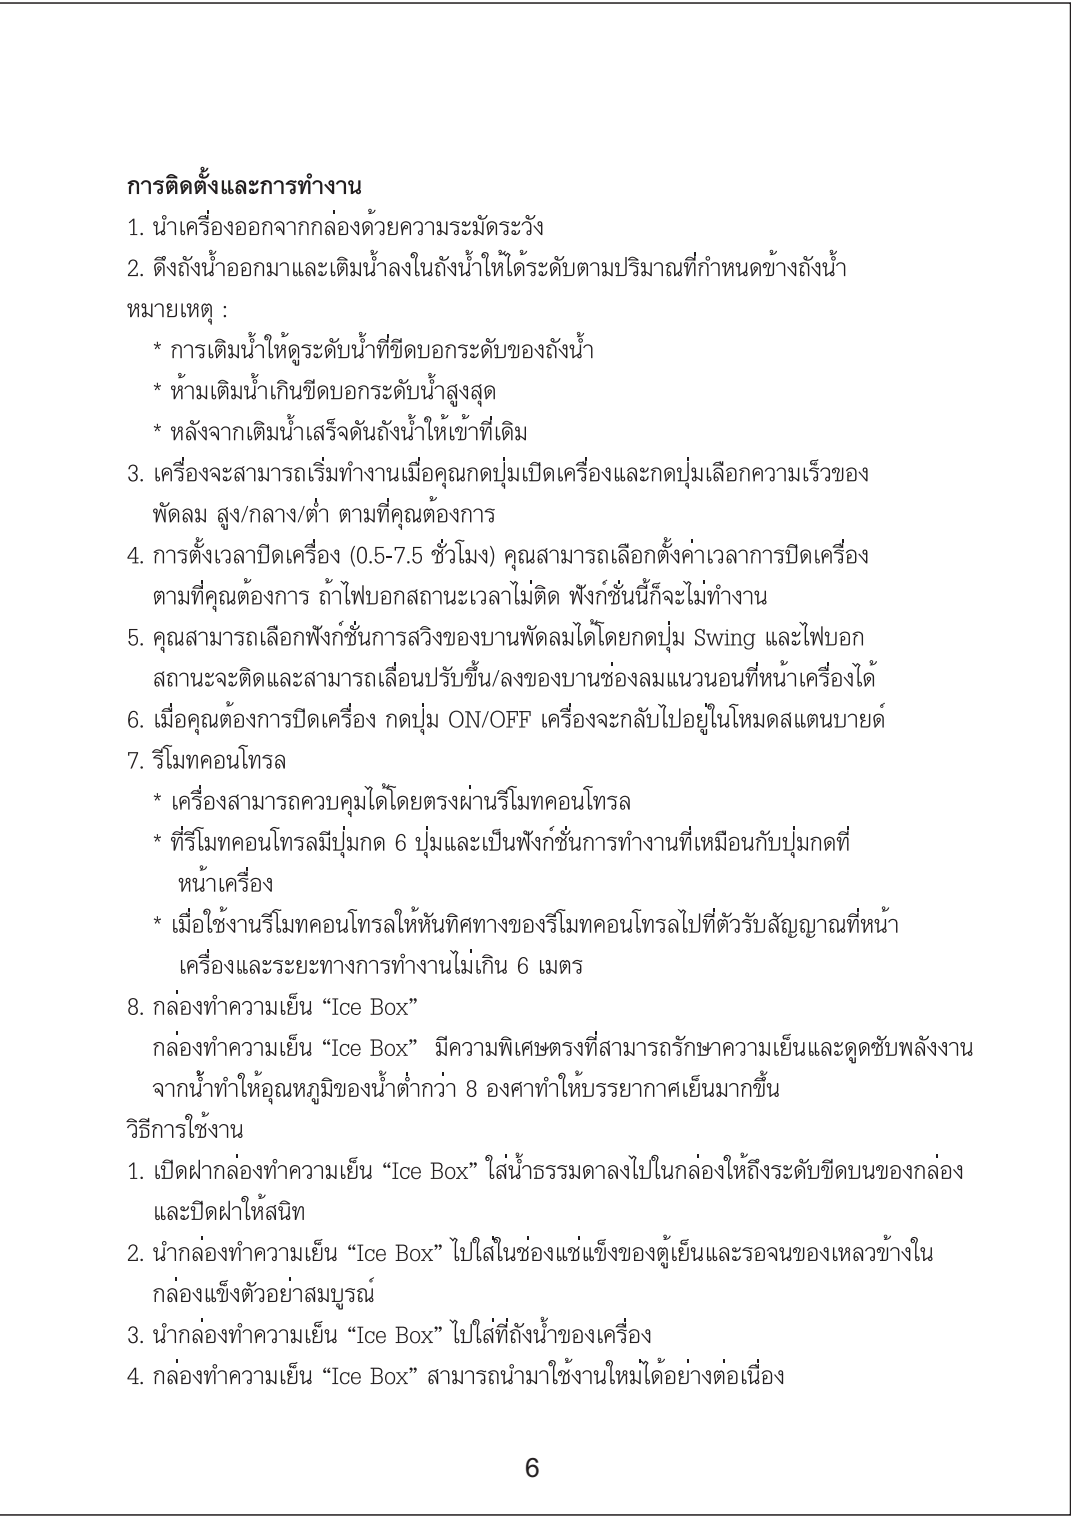 การติดตั้งและการทำงาน
1. นำเครื่องออกจากกล่องด้วยความระมัดระวัง
2. ดึงถังน้ำออกมาและเติมน้ำลงในถังน้ำให้ได้ระดับตามปริมาณที่กำหนดข้างถังน้ำ
หมายเหตุ :
* การเติมน้ำให้ดูระดับน้ำที่ขีดบอกระดับของถังน้ำ
* ห้ามเติมน้ำเกินขีดบอกระดับน้ำสูงสุด
* หลังจากเติมน้ำเสร็จดันถังน้ำให้เข้าที่เดิม
3. เครื่องจะสามารถเริ่มทำงานเมื่อคุณกดปุ่มเปิดเครื่องและกดปุ่มเลือกความเร็วของ
พัดลม สูง/กลาง/ต่ำ ตามที่คุณต้องการ
4. การตั้งเวลาปิดเครื่อง (0.5-7.5 ชั่วโมง) คุณสามารถเลือกตั้งค่าเวลาการปิดเครื่อง
ตามที่คุณต้องการ ถ้าไฟบอกสถานะเวลาไม่ติด ฟังก์ชั่นนี้ก็จะไม่ทำงาน
5. คุณสามารถเลือกฟังก์ชั่นการสวิงของบานพัดลมได้โดยกดปุ่ม Swing และไฟบอก
สถานะจะติดและสามารถเลื่อนปรับขึ้น/ลงของบานช่องลมแนวนอนที่หน้าเครื่องได้
6. เมื่อคุณต้องการปิดเครื่อง กดปุ่ม ON/OFF เครื่องจะกลับไปอยู่ในโหมดสแตนบายด์
7. รีโมทคอนโทรล
* เครื่องสามารถควบคุมได้โดยตรงผ่านรีโมทคอนโทรล
* ที่รีโมทคอนโทรลมีปุ่มกด 6 ปุ่มและเป็นฟังก์ชั่นการทำงานที่เหมือนกับปุ่มกดที่
หน้าเครื่อง
* เมื่อใช้งานรีโมทคอนโทรลให้หันทิศทางของรีโมทคอนโทรลไปที่ตัวรับสัญญาณที่หน้า
เครื่องและระยะทางการทำงานไม่เกิน 6 เมตร
8. กล่องทำความเย็น “Ice Box”
กล่องทำความเย็น “Ice Box” มีความพิเศษตรงที่สามารถรักษาความเย็นและดูดซับพลังงาน
จากน้ำทำให้อุณหภูมิของน้ำต่ำกว่า 8 องศาทำให้บรรยากาศเย็นมากขึ้น
วิธีการใช้งาน
1. เปิดฝากล่องทำความเย็น “Ice Box” ใส่น้ำธรรมดาลงไปในกล่องให้ถึงระดับขีดบนของกล่อง
และปิดฝาให้สนิท
2. นำกล่องทำความเย็น “Ice Box” ไปใส่ในช่องแช่แข็งของตู้เย็นและรอจนของเหลวข้างใน
กล่องแข็งตัวอย่าสมบูรณ์
3. นำกล่องทำความเย็น “Ice Box” ไปใส่ที่ถังน้ำของเครื่อง
4. กล่องทำความเย็น “Ice Box” สามารถนำมาใช้งานใหม่ได้อย่างต่อเนื่อง
6